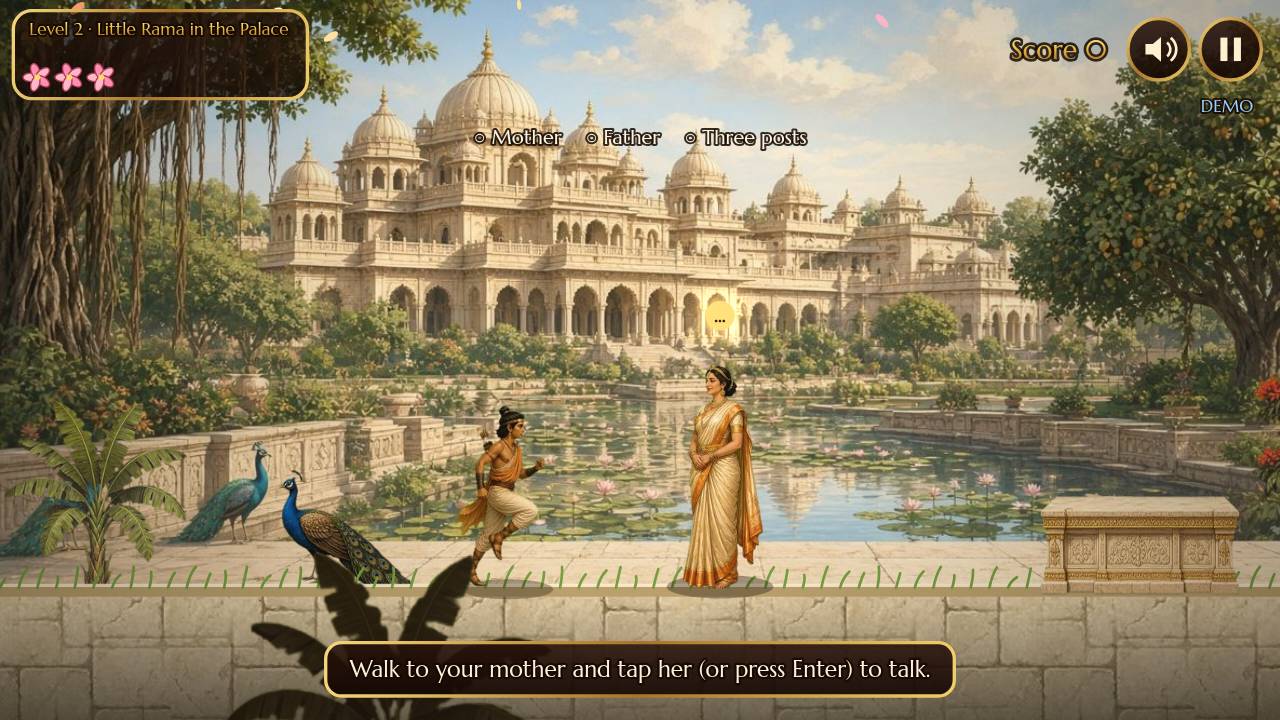 Level 2 · Little Rama in the Palace
Score 0
DEMO
○ Mother ○ Father ○ Three posts
...
Walk to your mother and tap her (or press Enter) to talk.